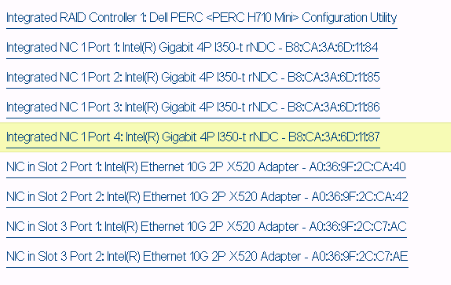 Integrated RAID Controller 1: Dell PERC <PERC H710 Mini> Configuration Utility
Integrated NIC 1 Port 1: Intel(R) Gigabit 4P I350-t rNDC - B8:CA:3A:6D:11:84
Integrated NIC 1 Port 2: Intel(R) Gigabit 4P I350-t rNDC - B8:CA:3A:6D:11:85
Integrated NIC 1 Port 3: Intel(R) Gigabit 4P I350-t rNDC - B8:CA:3A:6D:11:86
Integrated NIC 1 Port 4: Intel(R) Gigabit 4P I350-t rNDC - B8:CA:3A:6D:11:87
NIC in Slot 2 Port 1: Intel(R) Ethernet 10G 2P X520 Adapter - A0:36:9F:2C:CA:40
NIC in Slot 2 Port 2: Intel(R) Ethernet 10G 2P X520 Adapter - A0:36:9F:2C:CA:42
NIC in Slot 3 Port 1: Intel(R) Ethernet 10G 2P X520 Adapter - A0:36:9F:2C:C7:AC
NIC in Slot 3 Port 2: Intel(R) Ethernet 10G 2P X520 Adapter - A0:36:9F:2C:C7:AE